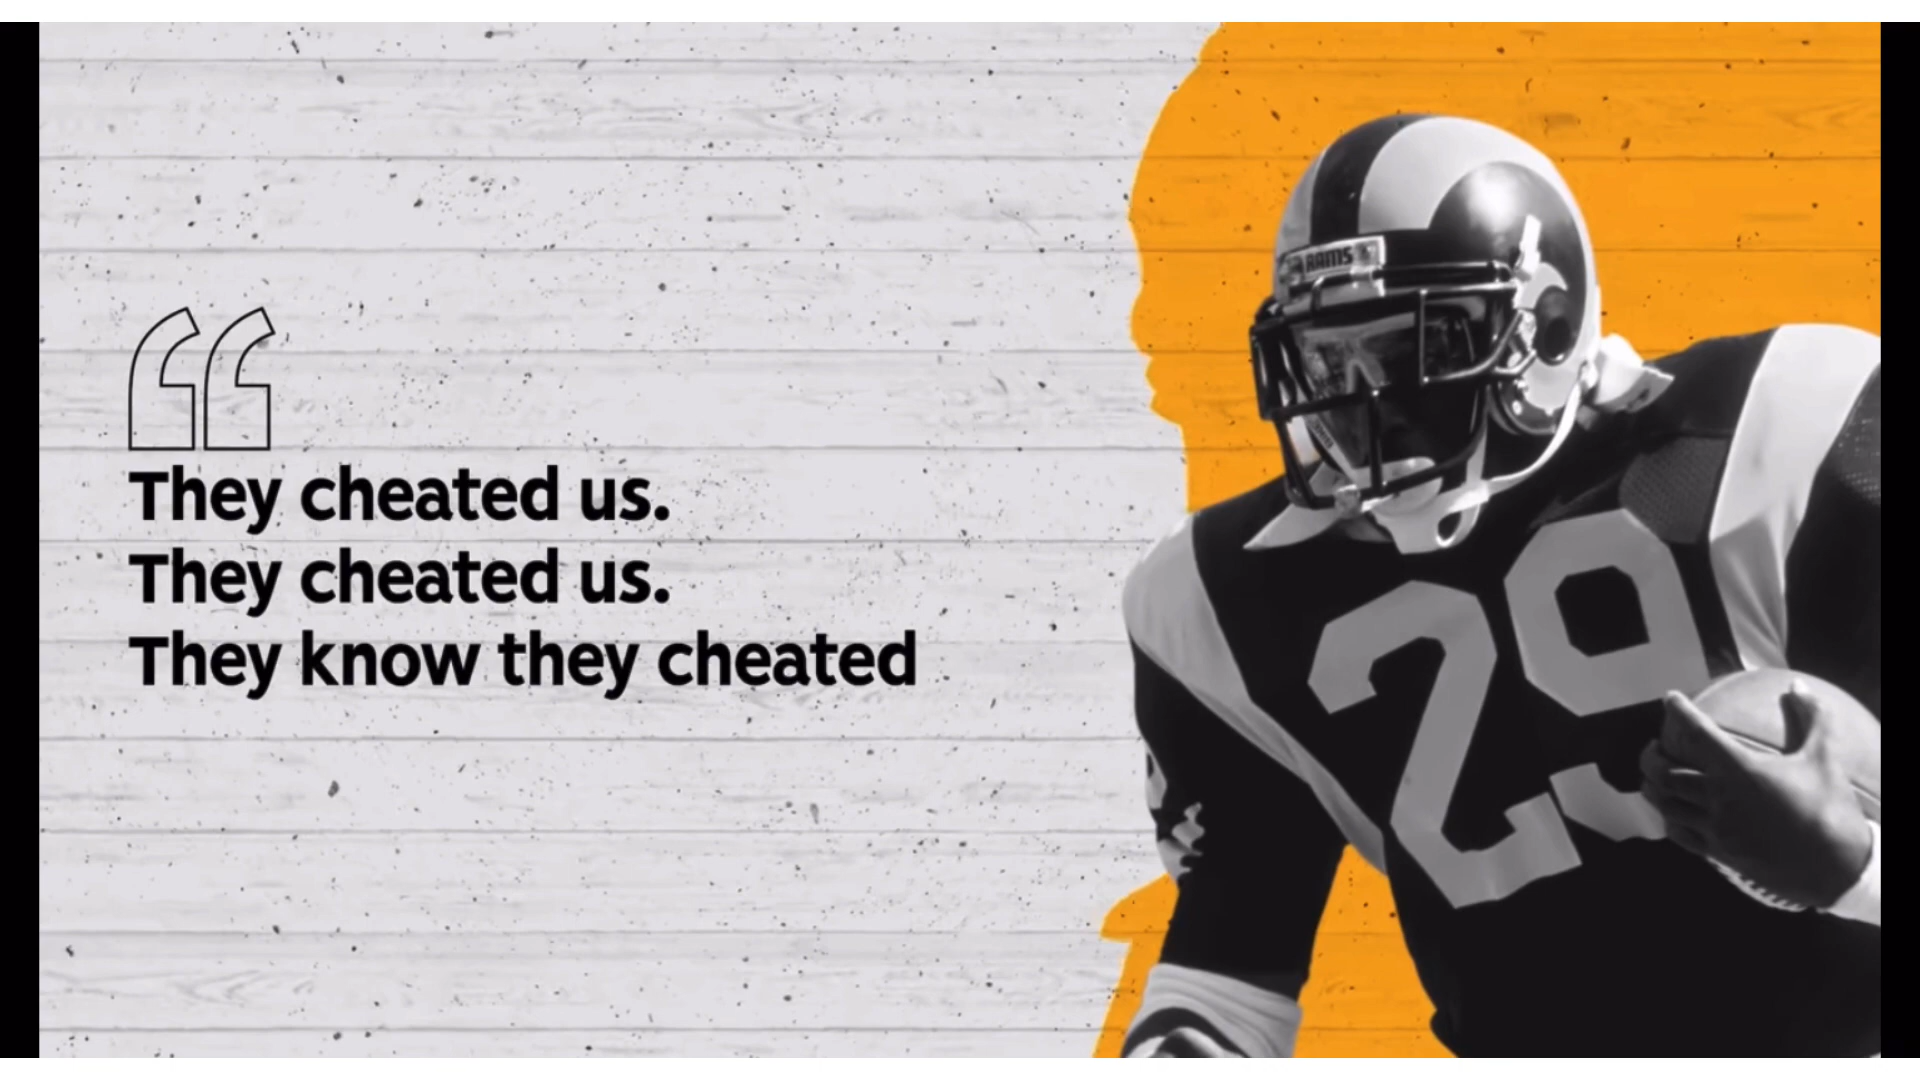 “
They cheated us.
They cheated us.
They know they cheated
RAMS
29